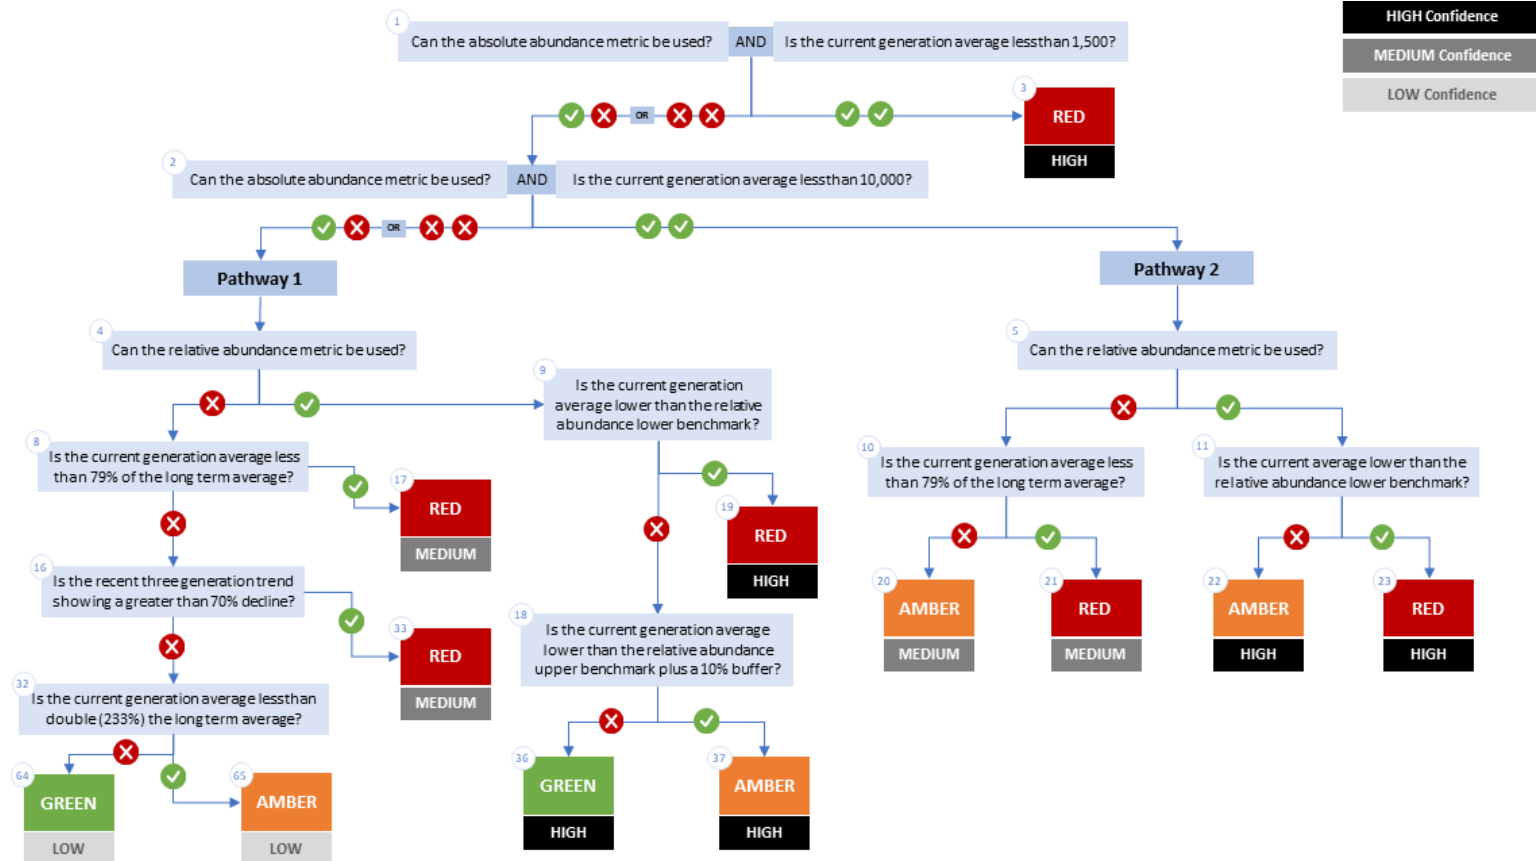 HIGH Confidence
MEDIUM Confidence
LOW Confidence
1
Can the absolute abundance metric be used?
AND
Is the current generation average lessthan 1,500?
OR
3
RED
HIGH
2
Can the absolute abundance metric be used?
AND
Is the current generation average lessthan 10,000?
OR
Pathway 1
Pathway 2
4
Can the relative abundance metric be used?
5
Can the relative abundance metric be used?
9
Is the current generation
average lower than the relative
abundance lower benchmark?
8
Is the current generation average less
than 79% of the long term average?
17
RED
MEDIUM
19
RED
HIGH
10
Is the current generation average less
than 79% of the long term average?
11
Is the current average lower than the
relative abundance lower benchmark?
16
Is the recent three generation trend
showing a greater than 70% decline?
33
RED
MEDIUM
18
Is the current generation average
lower than the relative abundance
upper benchmark plus a 10% buffer?
20
AMBER
MEDIUM
21
RED
MEDIUM
22
AMBER
HIGH
23
RED
HIGH
32
Is the current generation average lessthan
double (233%) the long term average?
64
GREEN
LOW
65
AMBER
LOW
36
GREEN
HIGH
37
AMBER
HIGH